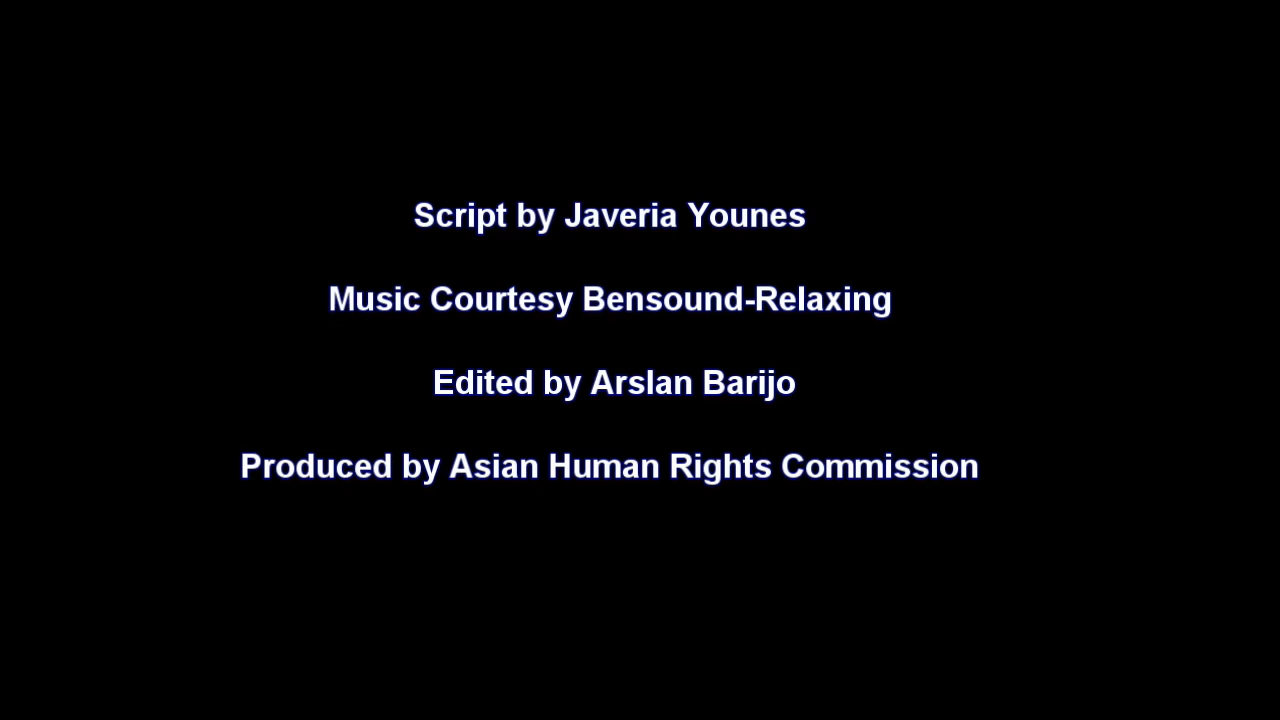 Script by Javeria Younes
Music Courtesy Bensound-Relaxing
Edited by Arslan Barijo
Produced by Asian Human Rights Commission